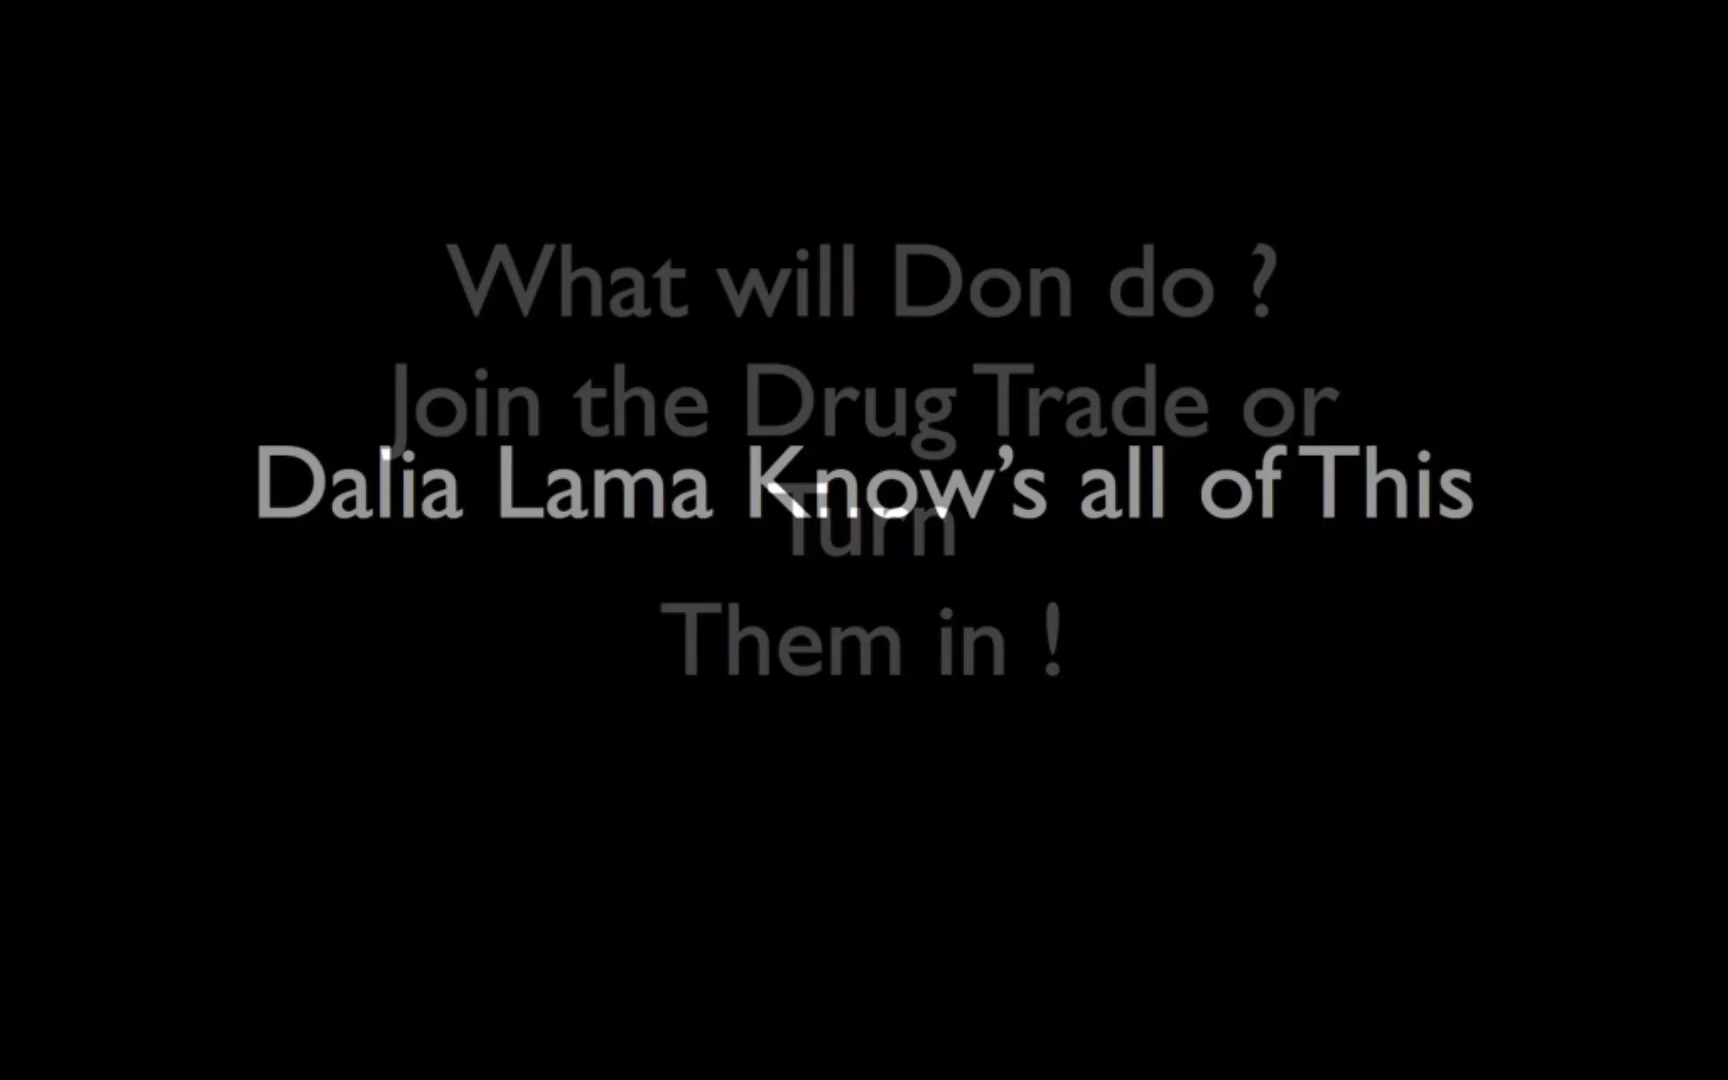 What will Don do ?
Join the Drug Trade or
Dalia Lama Know’s all of This
Turn
Them in !